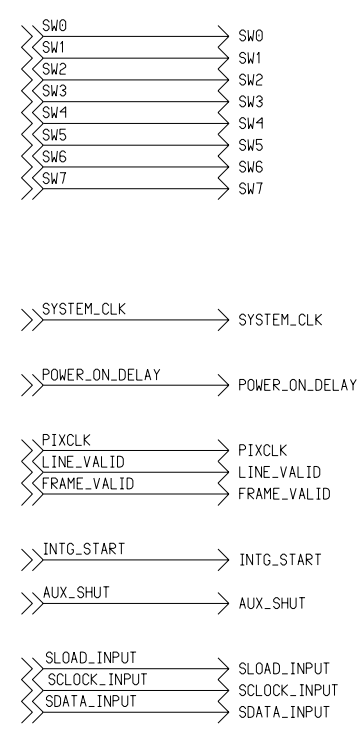 SW0 SW0
SW1 SW1
SW2 SW2
SW3 SW3
SW4 SW4
SW5 SW5
SW6 SW6
SW7 SW7
SYSTEM_CLK SYSTEM_CLK
POWER_ON_DELAY POWER_ON_DELAY
PIXCLK PIXCLK
LINE_VALID LINE_VALID
FRAME_VALID FRAME_VALID
INTG_START INTG_START
AUX_SHUT AUX_SHUT
SLOAD_INPUT SLOAD_INPUT
SCLOCK_INPUT SCLOCK_INPUT
SDATA_INPUT SDATA_INPUT